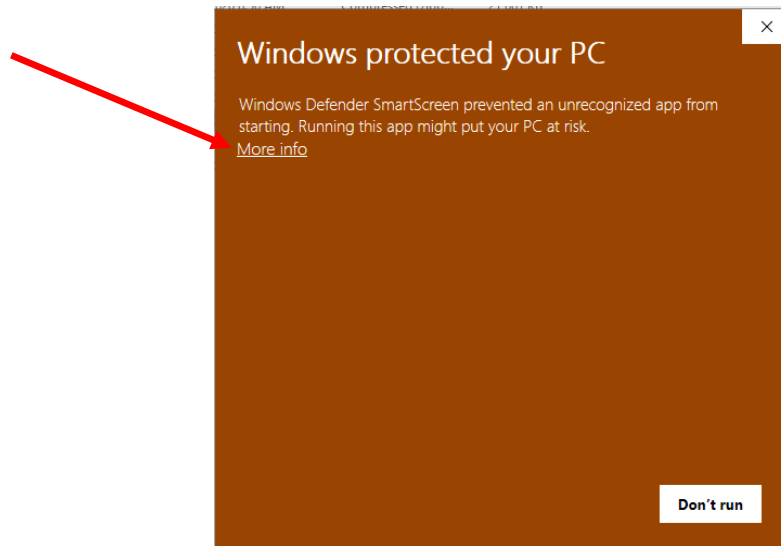 Windows protected your PC
Windows Defender SmartScreen prevented an unrecognized app from
starting. Running this app might put your PC at risk.
More info
Don't run